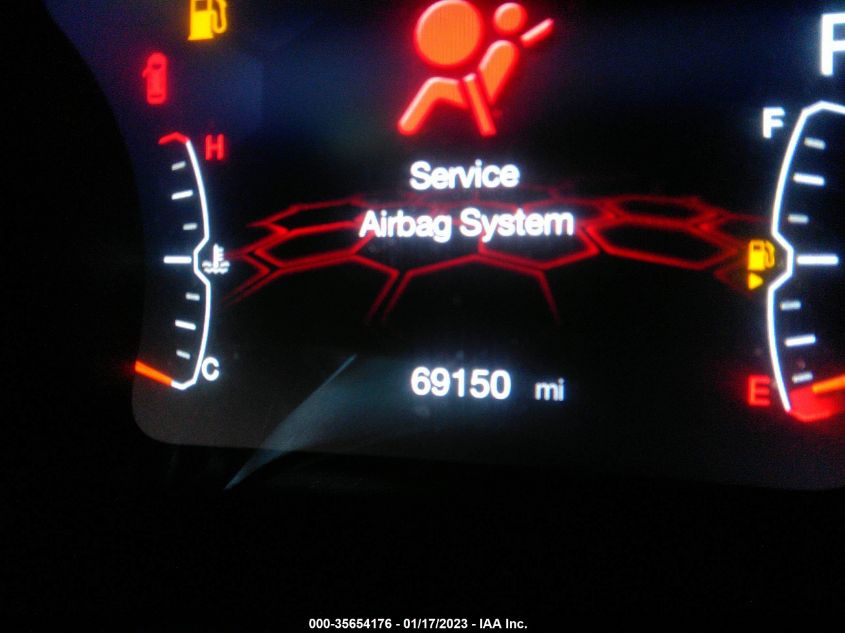 P
H
F
Service
Airbag System
C
69150 mi
E
000-35654176 - 01/17/2023 - IAA Inc.